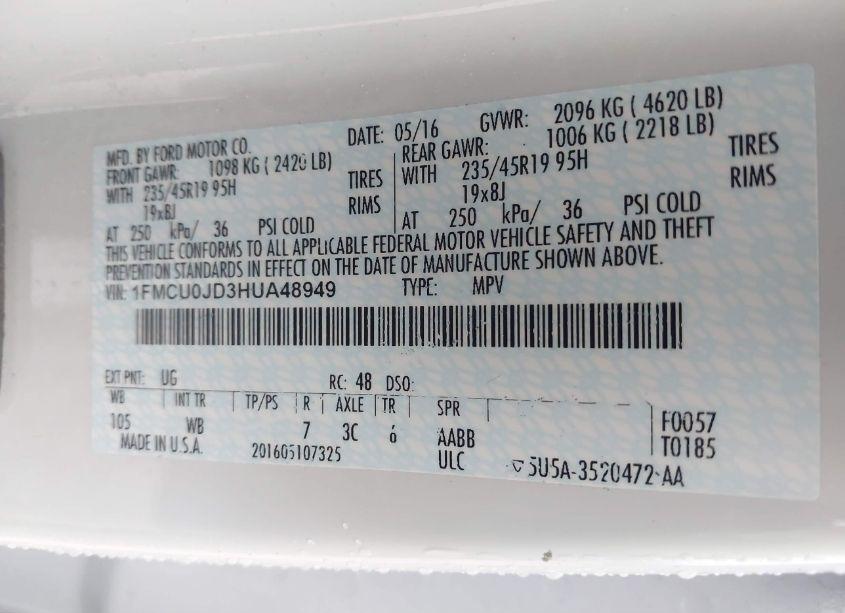 MFD. BY FORD MOTOR CO. DATE: 05/16 GVWR: 2096 KG ( 4620 LB)
FRONT GAWR: 1098 KG ( 2420 LB) REAR GAWR: 1006 KG ( 2218 LB)
WITH 235/45R19 95H TIRES WITH 235/45R19 95H TIRES
19x8J RIMS 19x8J RIMS
AT 250 kPa/ 36 PSI COLD AT 250 kPa/ 36 PSI COLD
THIS VEHICLE CONFORMS TO ALL APPLICABLE FEDERAL MOTOR VEHICLE SAFETY AND THEFT
PREVENTION STANDARDS IN EFFECT ON THE DATE OF MANUFACTURE SHOWN ABOVE.
VIN: 1FMCU0JD3HUA48949 TYPE: MPV
EXT PNT: UG RC: 48 DSO:
WB INT TR TP/PS R AXLE TR SPR
105 WB 7 3C 6 AABB F0057
MADE IN U.S.A. 201605107325 ULC T0185
5U5A-3520472-AA